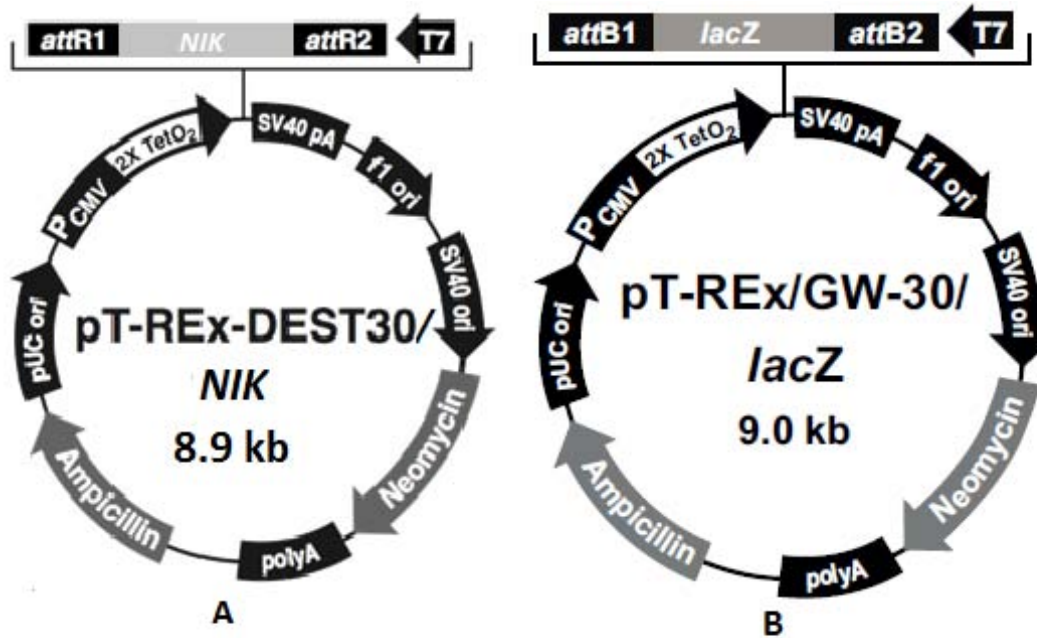 attR1 NIK attR2 T7
PCMV 2X TetO2 SV40 pA f1 ori SV40 ori Neomycin polyA Ampicillin pUC ori
pT-REx-DEST30/
NIK
8.9 kb
A
attB1 lacZ attB2 T7
PCMV 2X TetO2 SV40 pA f1 ori SV40 ori Neomycin polyA Ampicillin pUC ori
pT-REx/GW-30/
lacZ
9.0 kb
B